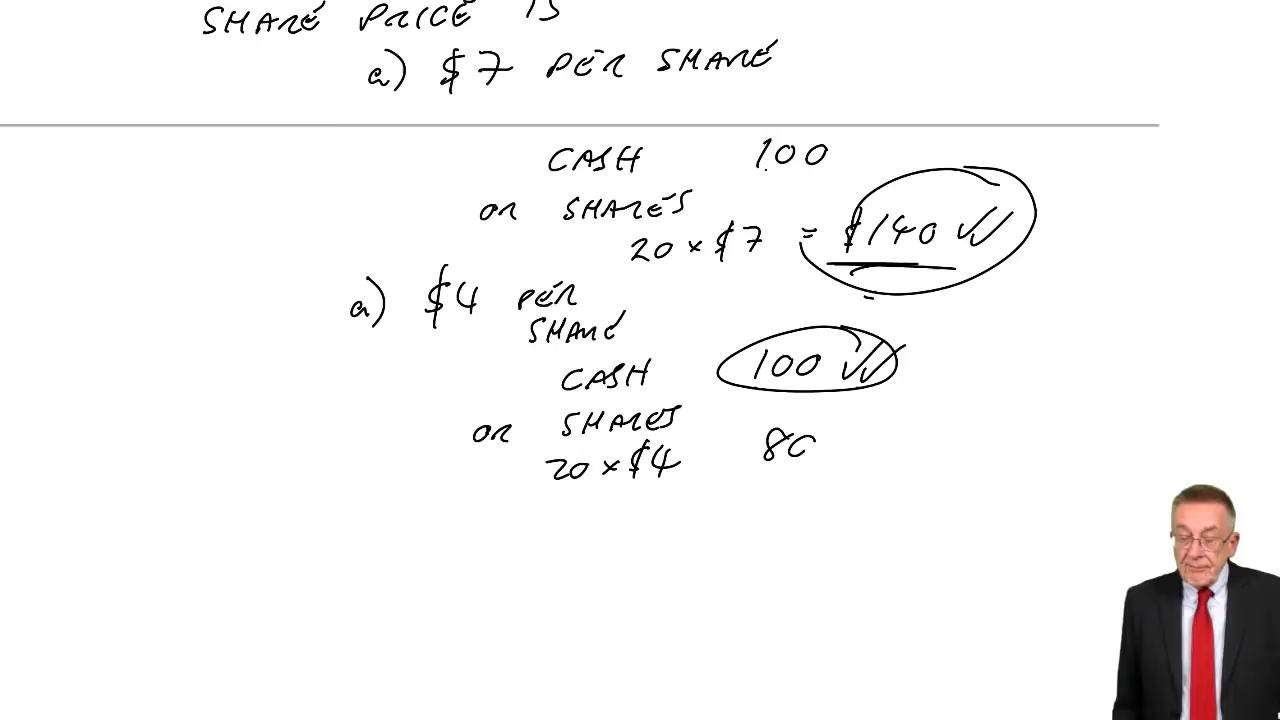 SHARE PRICE IS
a) $7 PER SHARE
CASH 100
or SHARES
20 × $7 = $140 ✓✓
a) $4 PER
SHARE
CASH 100 ✓✓
or SHARES
20 × $4 80